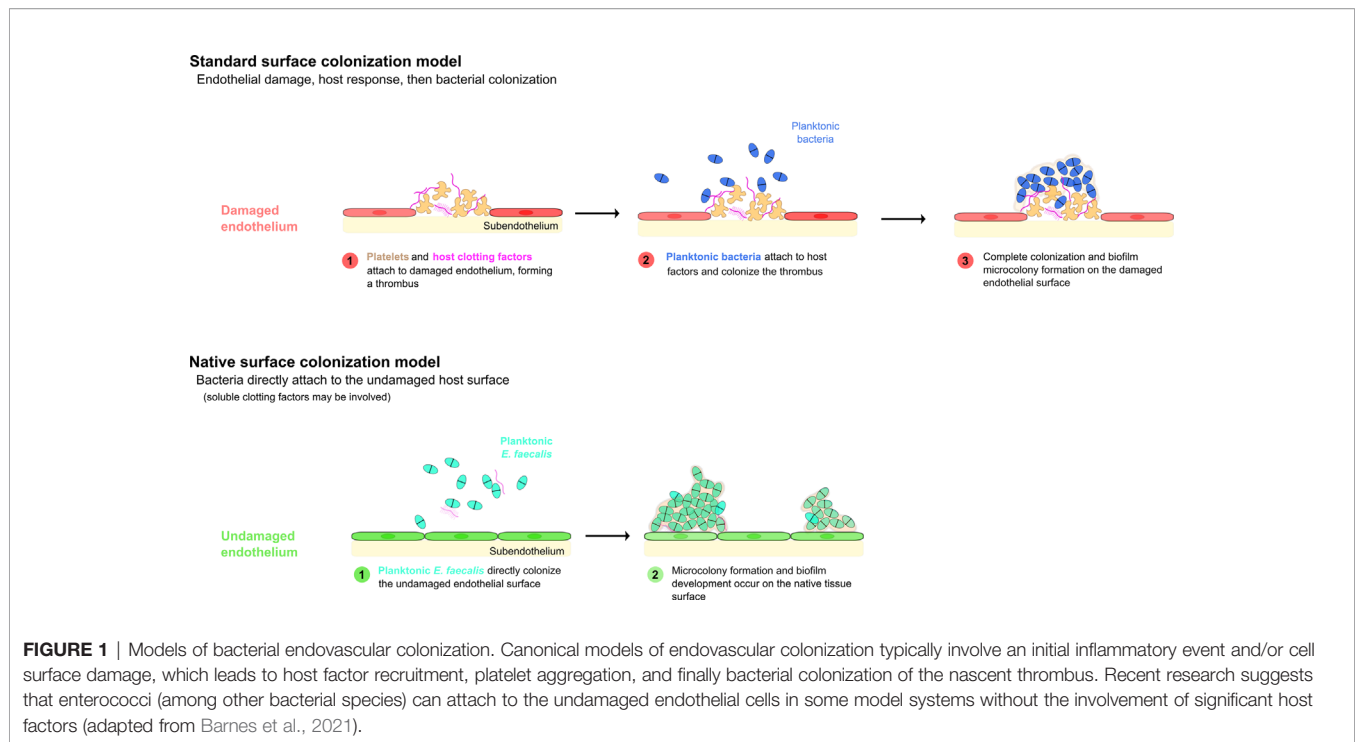 Standard surface colonization model
Endothelial damage, host response, then bacterial colonization
Planktonic
bacteria
Damaged
endothelium
Subendothelium
1 Platelets and host clotting factors
attach to damaged endothelium, forming
a thrombus
2 Planktonic bacteria attach to host
factors and colonize the thrombus
3 Complete colonization and biofilm
microcolony formation on the damaged
endothelial surface
Native surface colonization model
Bacteria directly attach to the undamaged host surface
(soluble clotting factors may be involved)
Planktonic
E. faecalis
Undamaged
endothelium
Subendothelium
1 Planktonic E. faecalis directly colonize
the undamaged endothelial surface
2 Microcolony formation and biofilm
development occur on the native tissue
surface
FIGURE 1 | Models of bacterial endovascular colonization. Canonical models of endovascular colonization typically involve an initial inflammatory event and/or cell
surface damage, which leads to host factor recruitment, platelet aggregation, and finally bacterial colonization of the nascent thrombus. Recent research suggests
that enterococci (among other bacterial species) can attach to the undamaged endothelial cells in some model systems without the involvement of significant host
factors (adapted from Barnes et al., 2021).